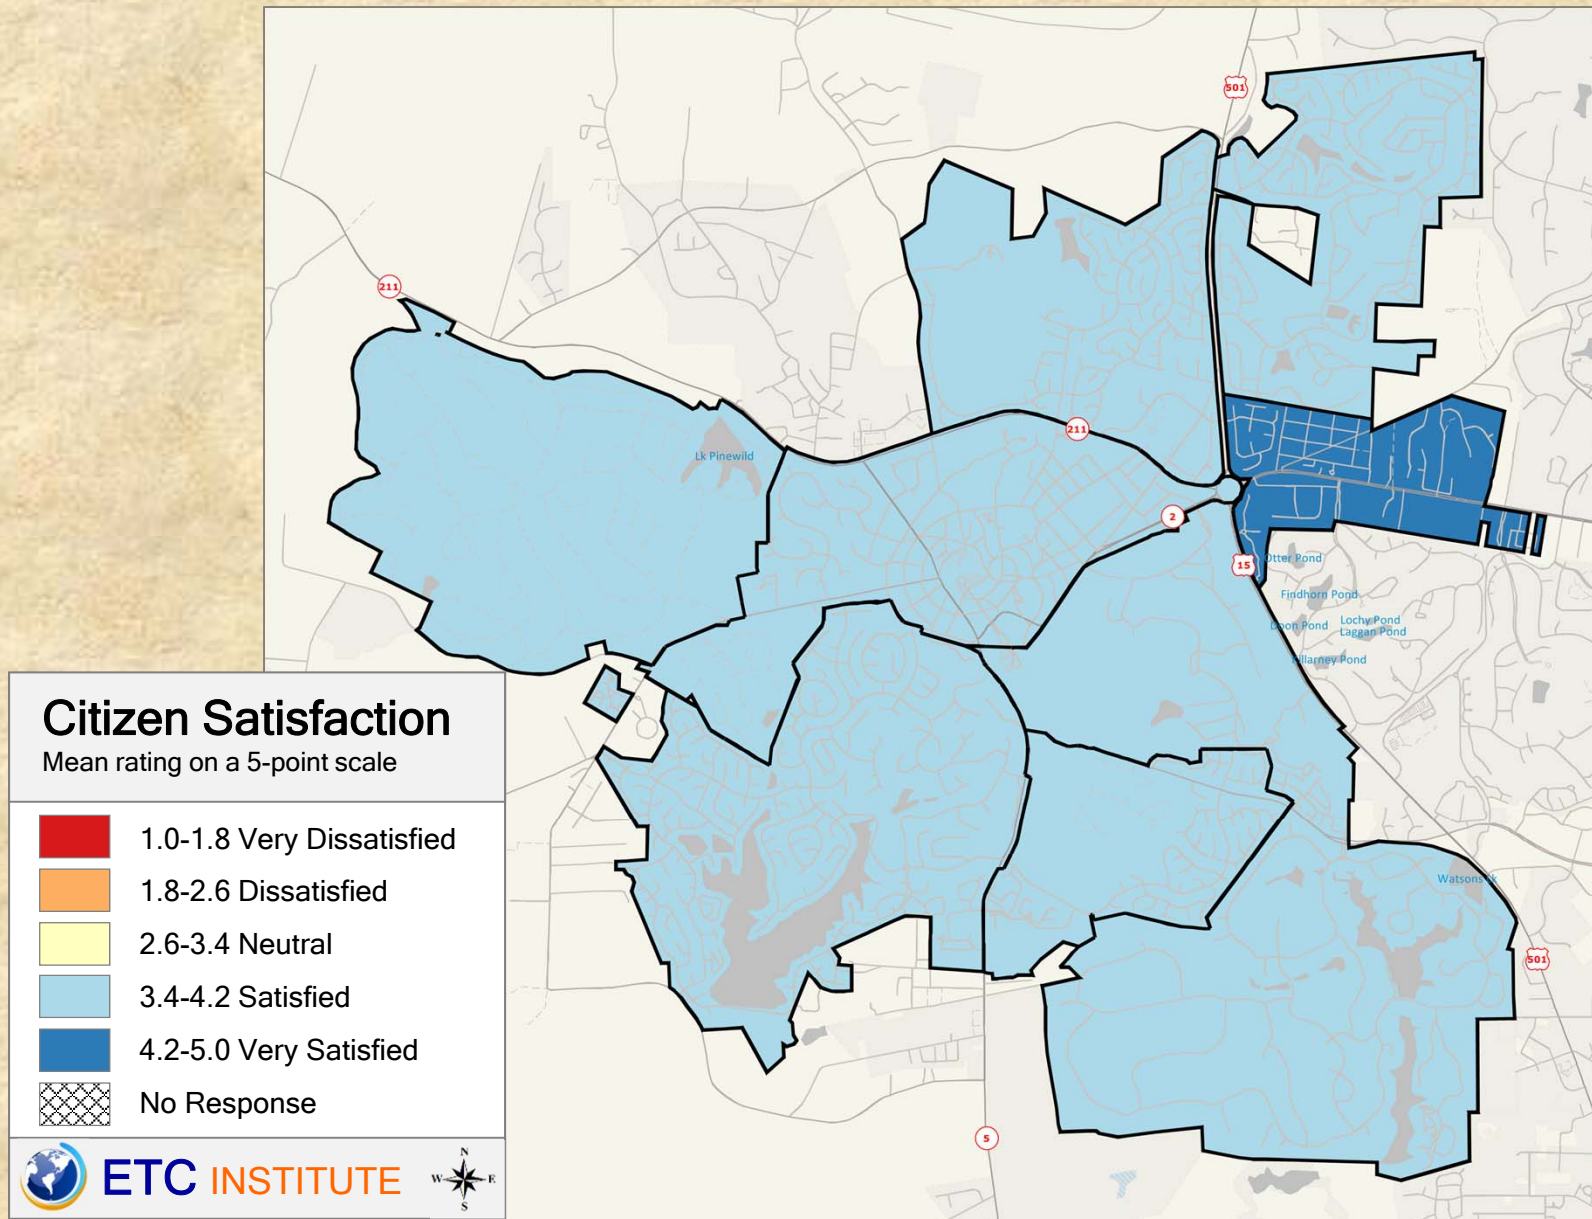 501
211
211
Lk Pinewild
2
15
Otter Pond
Findhorn Pond
Doon Pond
Lochy Pond
Laggan Pond
Killarney Pond
Citizen Satisfaction
Mean rating on a 5-point scale
1.0-1.8 Very Dissatisfied
1.8-2.6 Dissatisfied
2.6-3.4 Neutral
3.4-4.2 Satisfied
4.2-5.0 Very Satisfied
No Response
Watsons Lk
501
5
ETC INSTITUTE
N
W
E
S